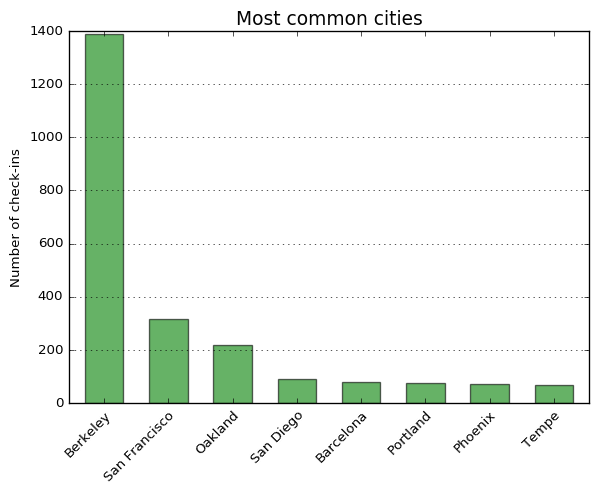 Most common cities
Number of check-ins
1400
1200
1000
800
600
400
200
0
Berkeley
San Francisco
Oakland
San Diego
Barcelona
Portland
Phoenix
Tempe